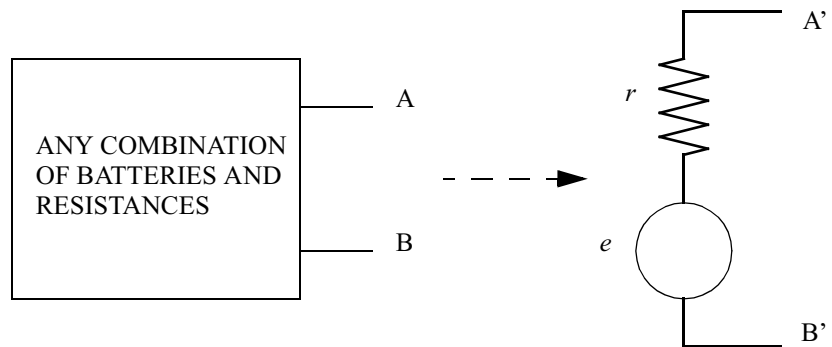 ANY COMBINATION
OF BATTERIES AND
RESISTANCES
A
B
r
e
A’
B’